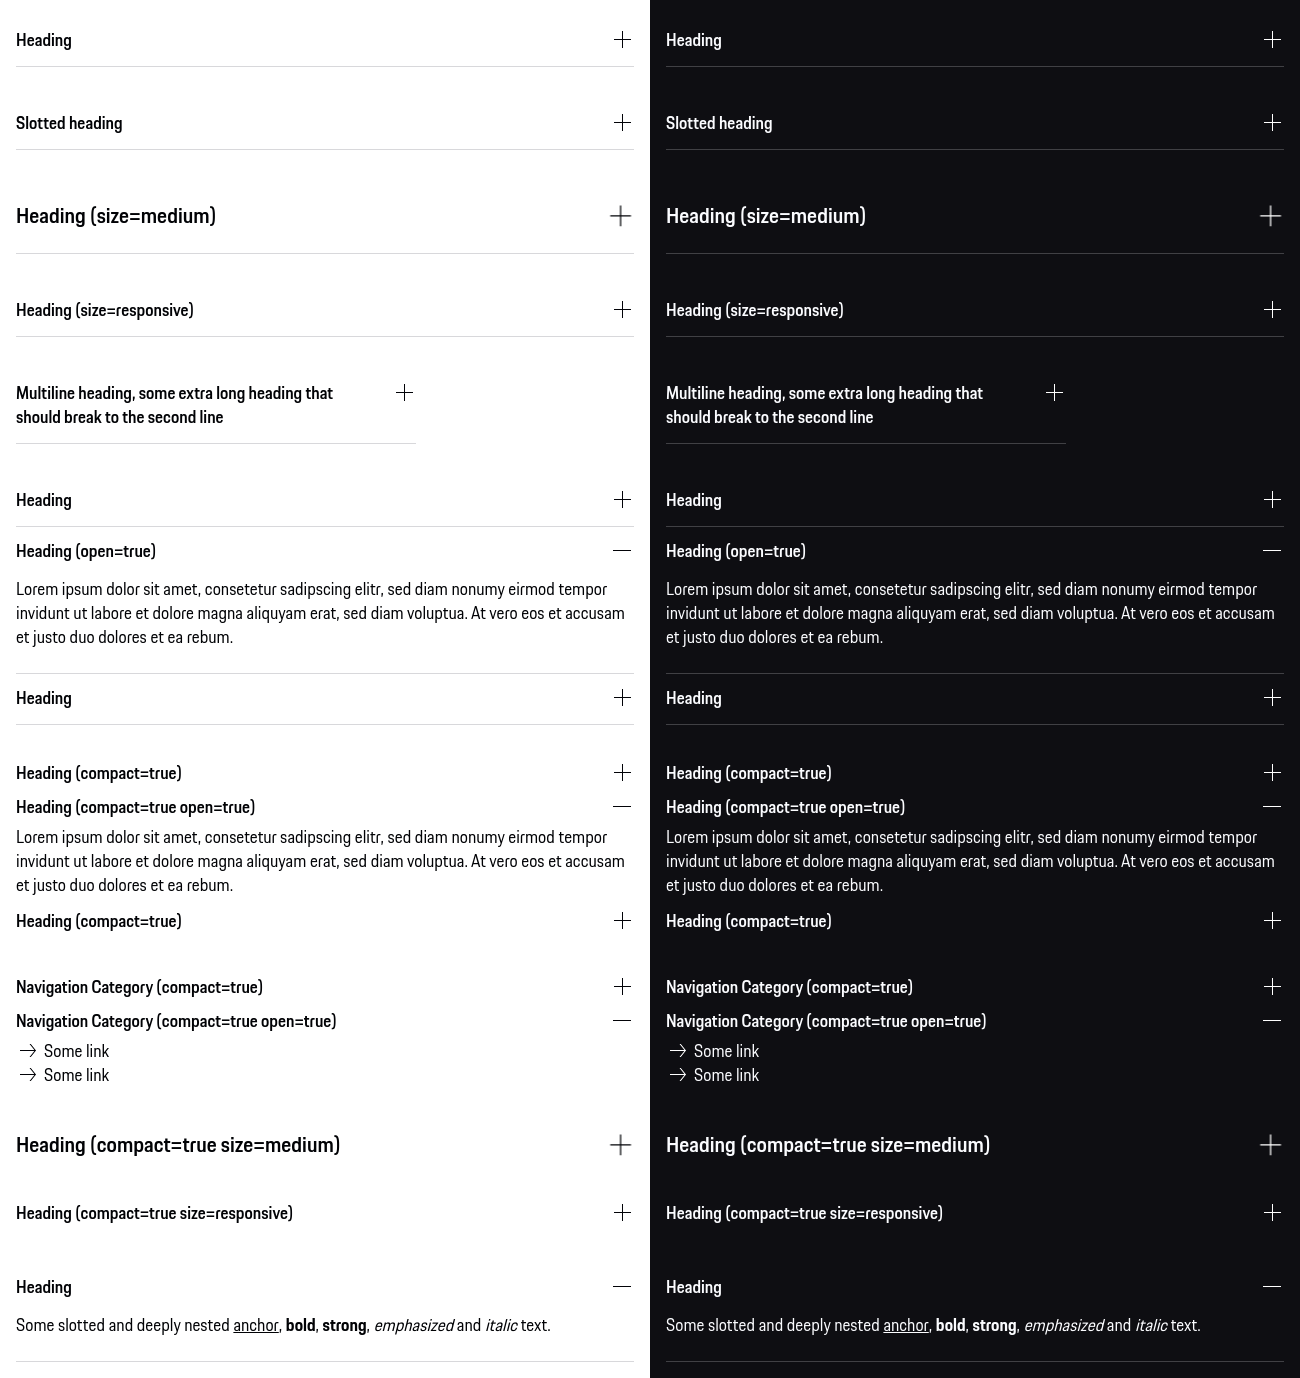 Heading
Slotted heading
Heading (size=medium)
Heading (size=responsive)
Multiline heading, some extra long heading that
should break to the second line
Heading
Heading (open=true)
Lorem ipsum dolor sit amet, consetetur sadipscing elitr, sed diam nonumy eirmod tempor
invidunt ut labore et dolore magna aliquyam erat, sed diam voluptua. At vero eos et accusam
et justo duo dolores et ea rebum.
Heading
Heading (compact=true)
Heading (compact=true open=true)
Lorem ipsum dolor sit amet, consetetur sadipscing elitr, sed diam nonumy eirmod tempor
invidunt ut labore et dolore magna aliquyam erat, sed diam voluptua. At vero eos et accusam
et justo duo dolores et ea rebum.
Heading (compact=true)
Navigation Category (compact=true)
Navigation Category (compact=true open=true)
Some link
Some link
Heading (compact=true size=medium)
Heading (compact=true size=responsive)
Heading
Some slotted and deeply nested anchor, bold, strong, emphasized and italic text.
Heading
Slotted heading
Heading (size=medium)
Heading (size=responsive)
Multiline heading, some extra long heading that
should break to the second line
Heading
Heading (open=true)
Lorem ipsum dolor sit amet, consetetur sadipscing elitr, sed diam nonumy eirmod tempor
invidunt ut labore et dolore magna aliquyam erat, sed diam voluptua. At vero eos et accusam
et justo duo dolores et ea rebum.
Heading
Heading (compact=true)
Heading (compact=true open=true)
Lorem ipsum dolor sit amet, consetetur sadipscing elitr, sed diam nonumy eirmod tempor
invidunt ut labore et dolore magna aliquyam erat, sed diam voluptua. At vero eos et accusam
et justo duo dolores et ea rebum.
Heading (compact=true)
Navigation Category (compact=true)
Navigation Category (compact=true open=true)
Some link
Some link
Heading (compact=true size=medium)
Heading (compact=true size=responsive)
Heading
Some slotted and deeply nested anchor, bold, strong, emphasized and italic text.